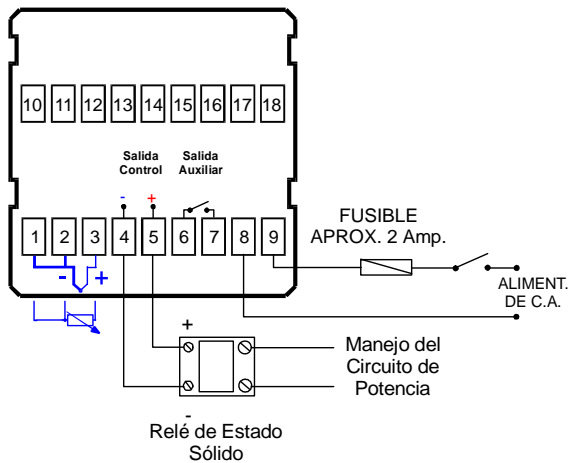 10 11 12 13 14 15 16 17 18
Salida Control
Salida Auxiliar
- +
1 2 3 4 5 6 7 8 9
- +
FUSIBLE
APROX. 2 Amp.
ALIMENT.
DE C.A.
+
-
Manejo del
Circuito de
Potencia
Relé de Estado
Sólido